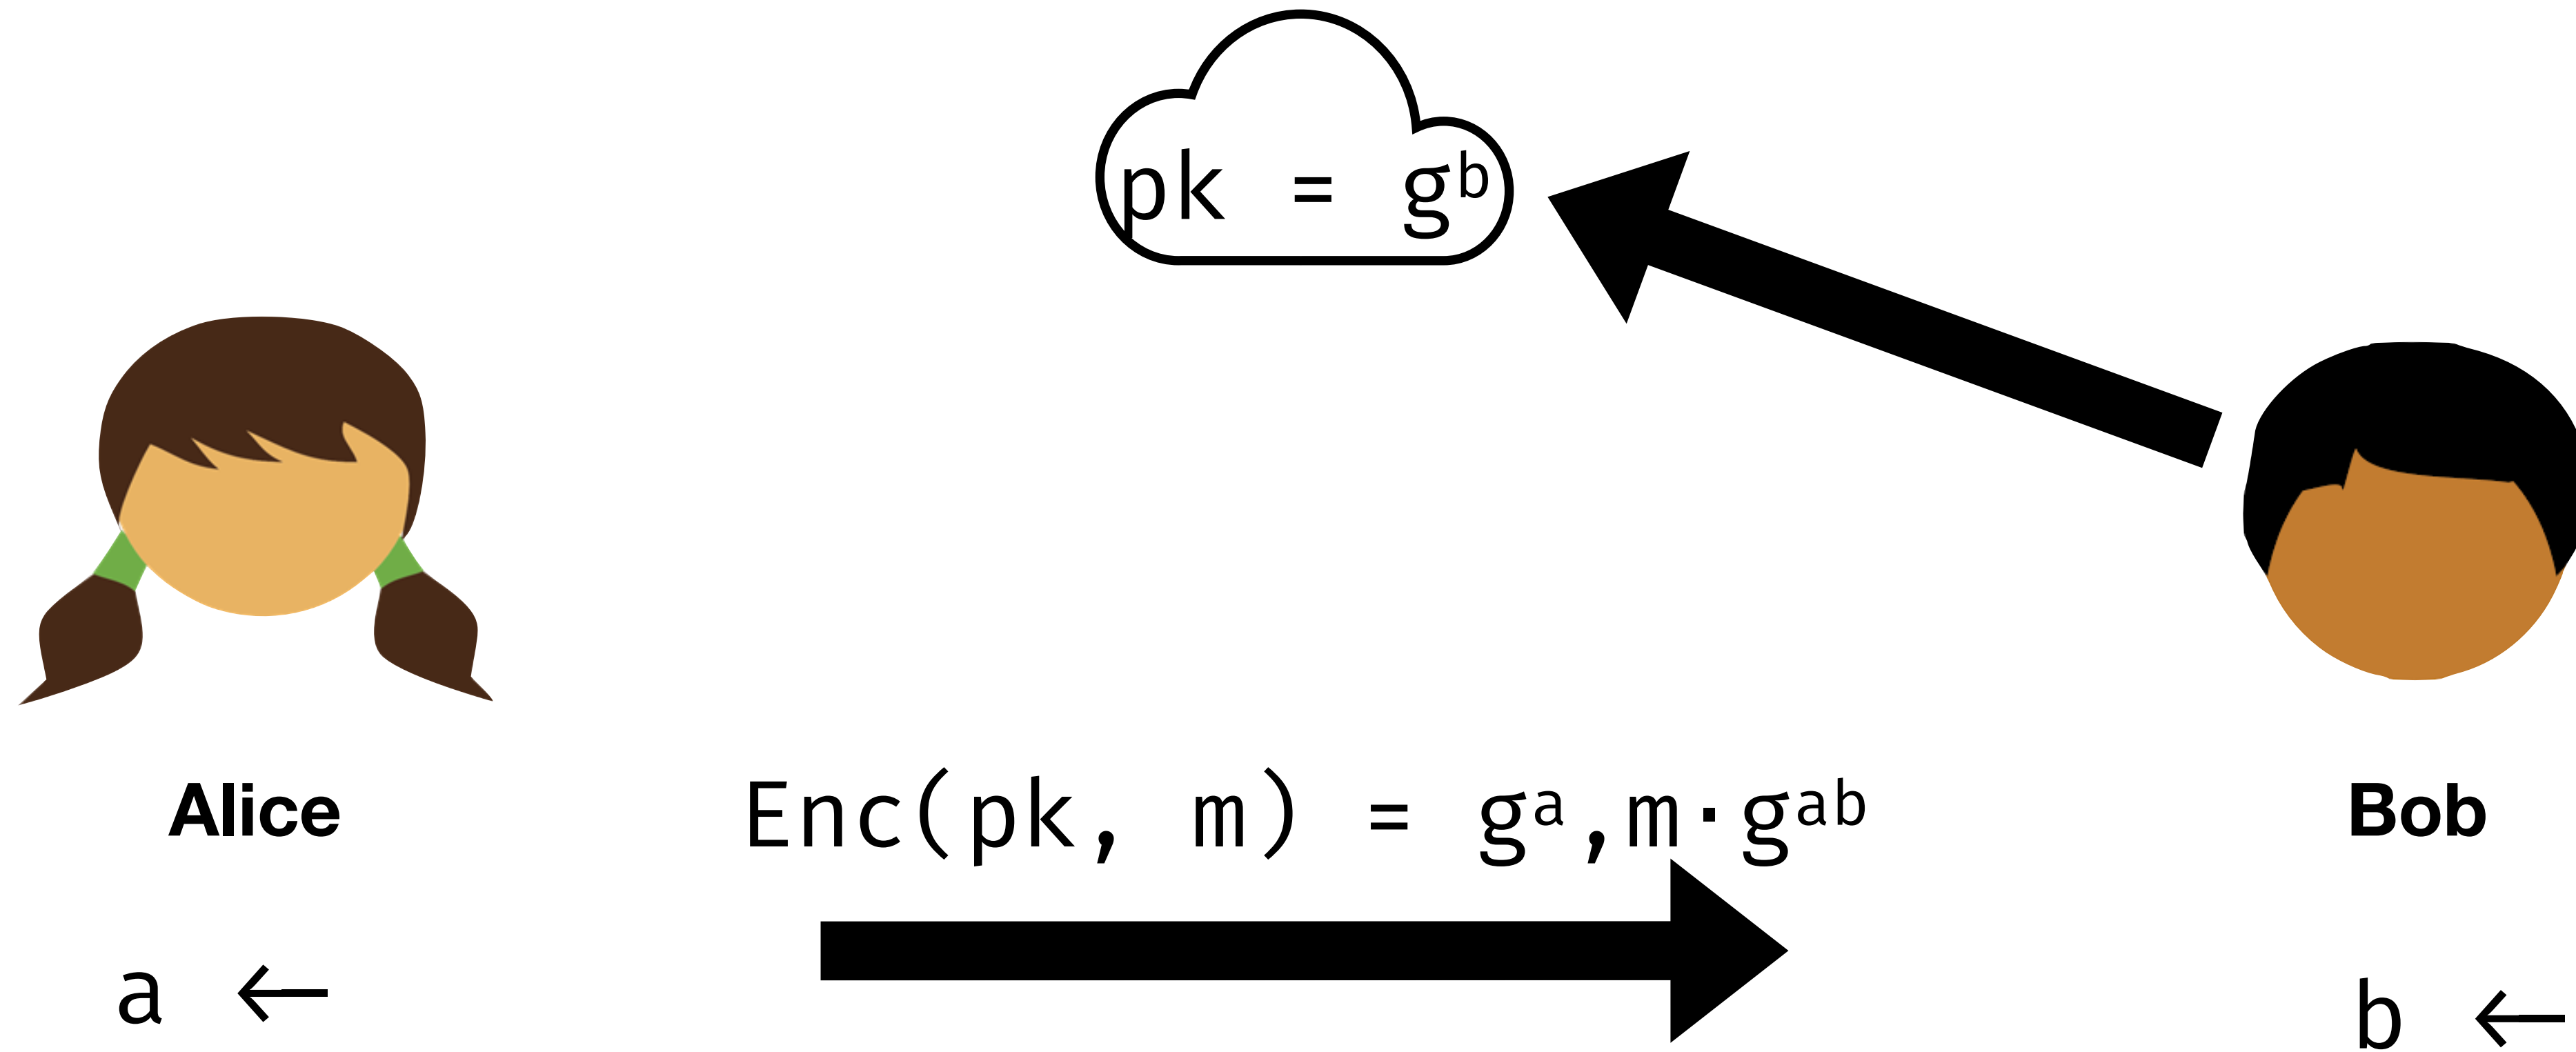 pk = gᵇ
Alice
Enc(pk, m) = gᵃ,m·gᵃᵇ
Bob
a ←
b ←